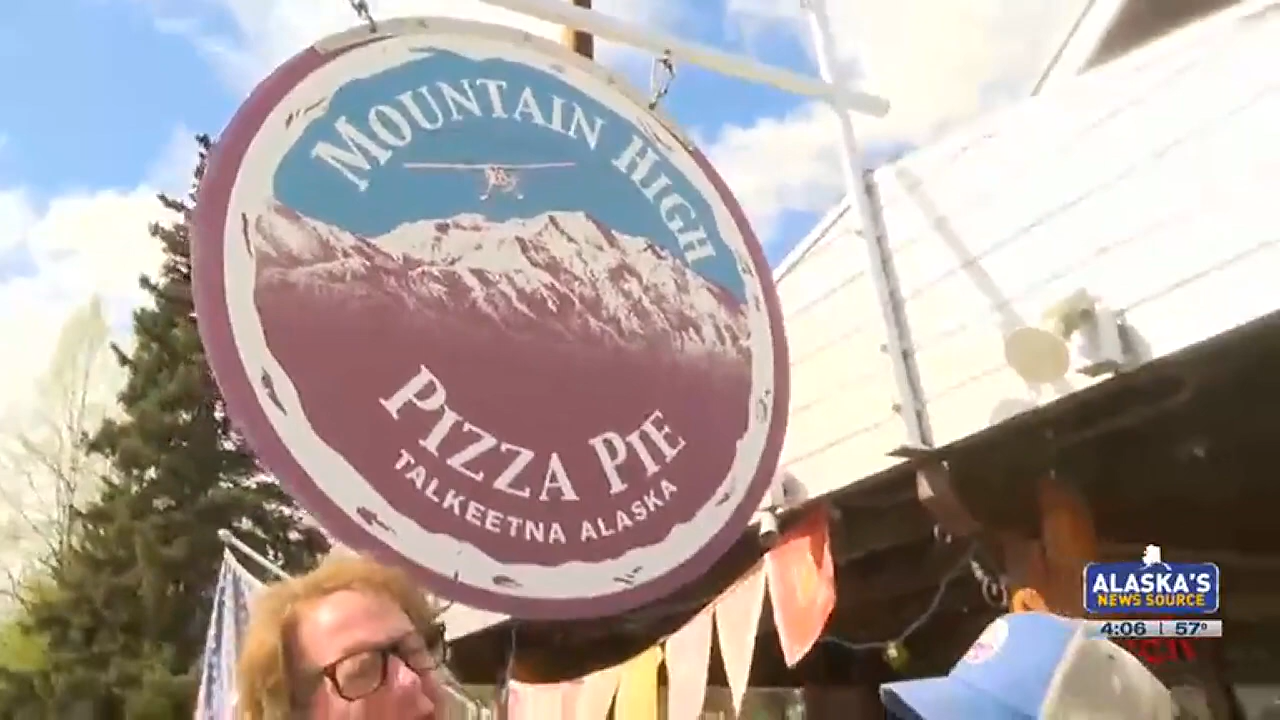 MOUNTAIN HIGH
PIZZA PIE
TALKEETNA ALASKA
ALASKA'S
NEWS SOURCE
4:06 | 57°